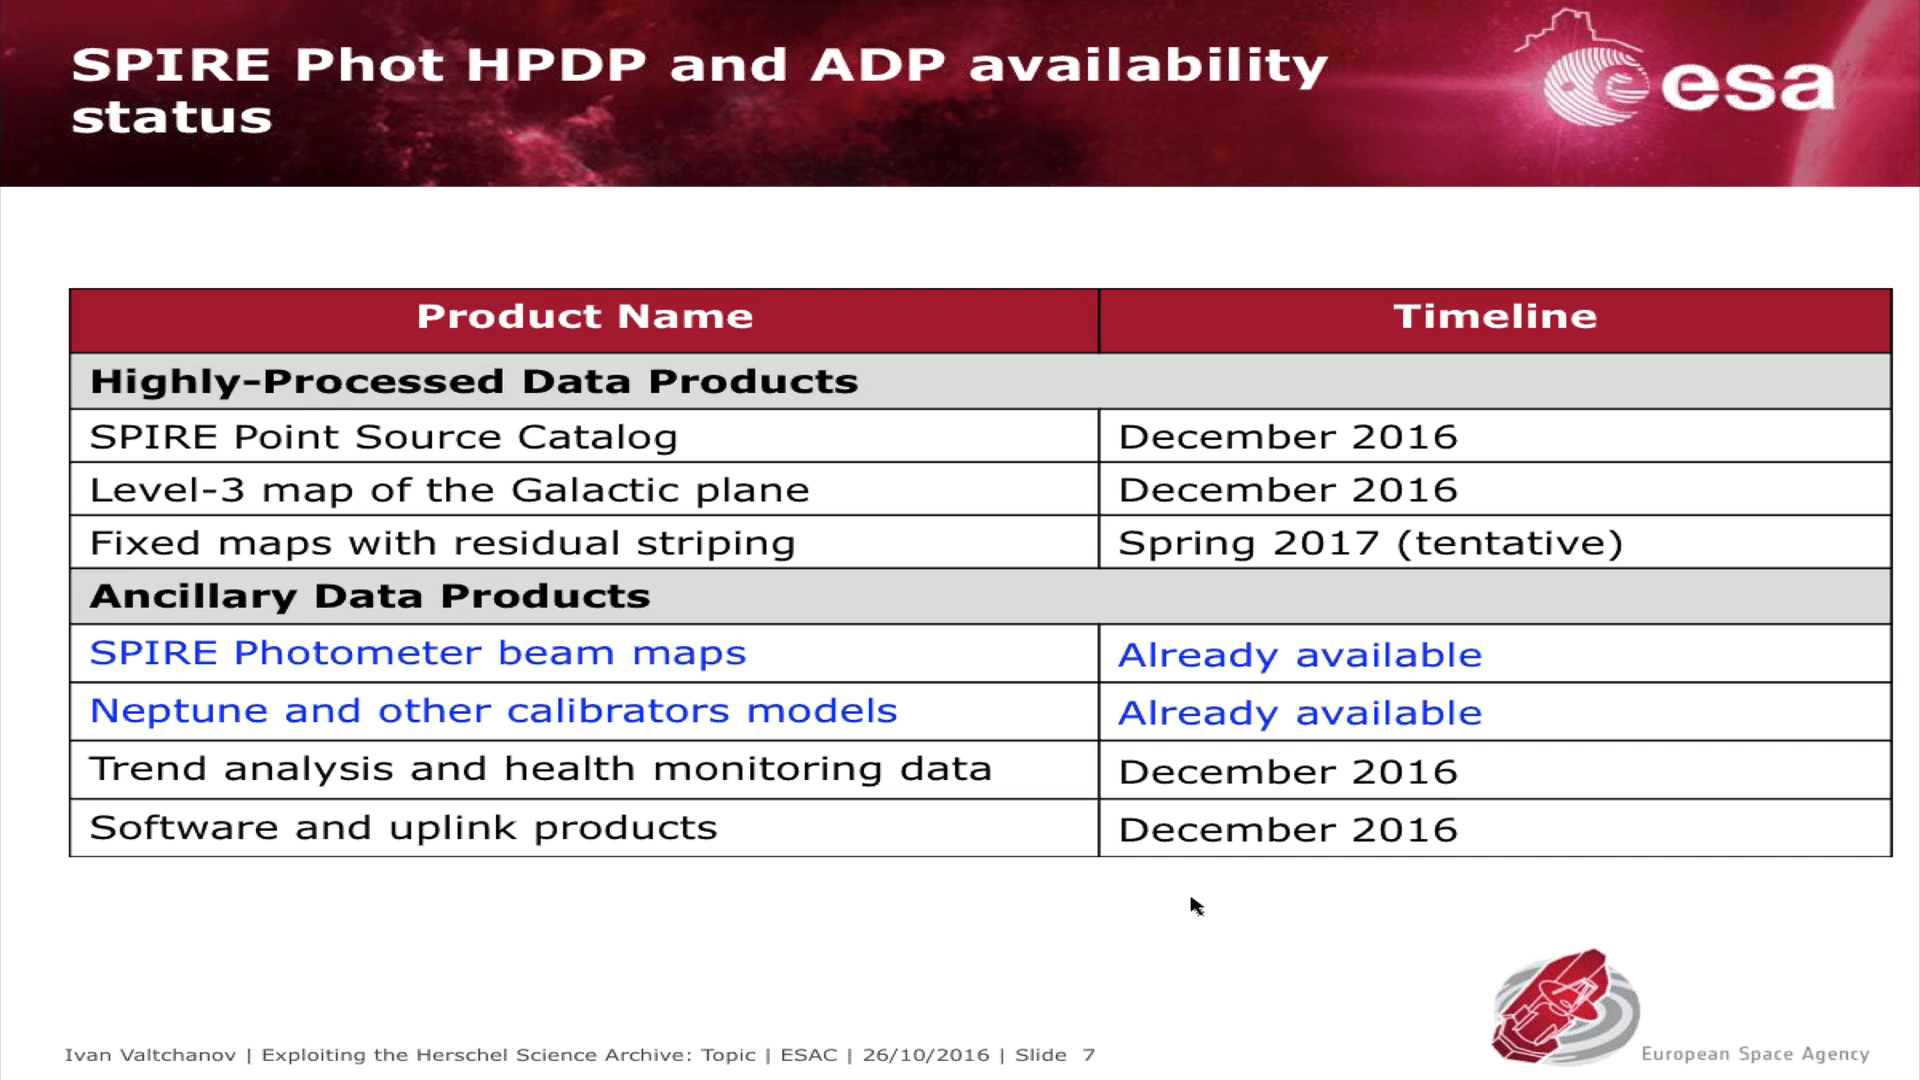 SPIRE Phot HPDP and ADP availability
status
esa
Product Name
Timeline
Highly-Processed Data Products
SPIRE Point Source Catalog
December 2016
Level-3 map of the Galactic plane
December 2016
Fixed maps with residual striping
Spring 2017 (tentative)
Ancillary Data Products
SPIRE Photometer beam maps
Already available
Neptune and other calibrators models
Already available
Trend analysis and health monitoring data
December 2016
Software and uplink products
December 2016
Ivan Valtchanov | Exploiting the Herschel Science Archive: Topic | ESAC | 26/10/2016 | Slide 7
European Space Agency